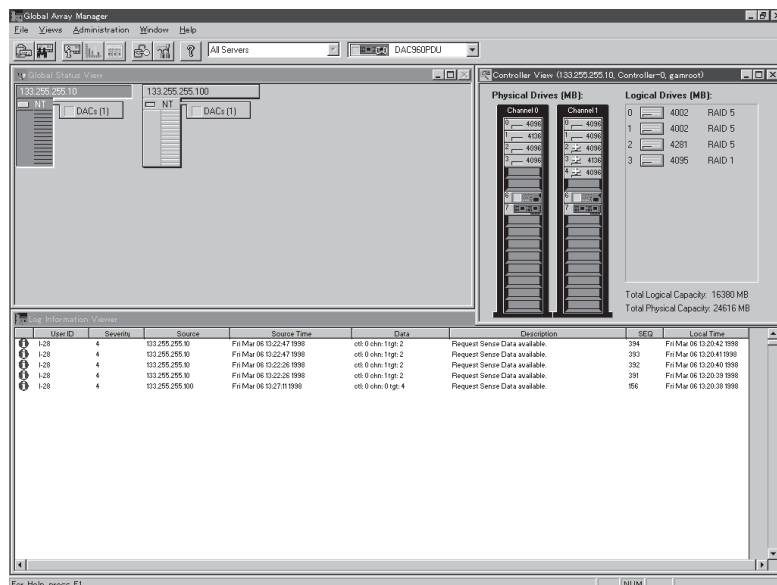 Global Array Manager
File Views Administration Window Help
All Servers
DAC960PDU
Global Status View
133.255.255.10
NT
DACs (1)
133.255.255.100
NT
DACs (1)
Controller View (133.255.255.10, Controller-0, gamroot)
Physical Drives (MB):
Channel 0
0 4096
1 4136
2 4096
3 4096
6
7
Channel 1
0 4096
1 4096
2 4096
3 4136
4 4096
6
7
Logical Drives (MB):
0 4002 RAID 5
1 4002 RAID 5
2 4281 RAID 5
3 4095 RAID 1
Total Logical Capacity: 16380 MB
Total Physical Capacity: 24616 MB
Log Information Viewer
User ID Severity Source Source Time Data Description SEQ Local Time
I-28 4 133.255.255.10 Fri Mar 06 13:22:47 1998 ctl: 0 chn: 1 tgt: 2 Request Sense Data available. 394 Fri Mar 06 13:20:42 1998
I-28 4 133.255.255.10 Fri Mar 06 13:22:47 1998 ctl: 0 chn: 1 tgt: 2 Request Sense Data available. 393 Fri Mar 06 13:20:41 1998
I-28 4 133.255.255.10 Fri Mar 06 13:22:26 1998 ctl: 0 chn: 1 tgt: 2 Request Sense Data available. 392 Fri Mar 06 13:20:40 1998
I-28 4 133.255.255.10 Fri Mar 06 13:22:26 1998 ctl: 0 chn: 1 tgt: 2 Request Sense Data available. 391 Fri Mar 06 13:20:39 1998
I-28 4 133.255.255.100 Fri Mar 06 13:27:11 1998 ctl: 0 chn: 0 tgt: 4 Request Sense Data available. 156 Fri Mar 06 13:20:38 1998
For Help, press F1
NUM